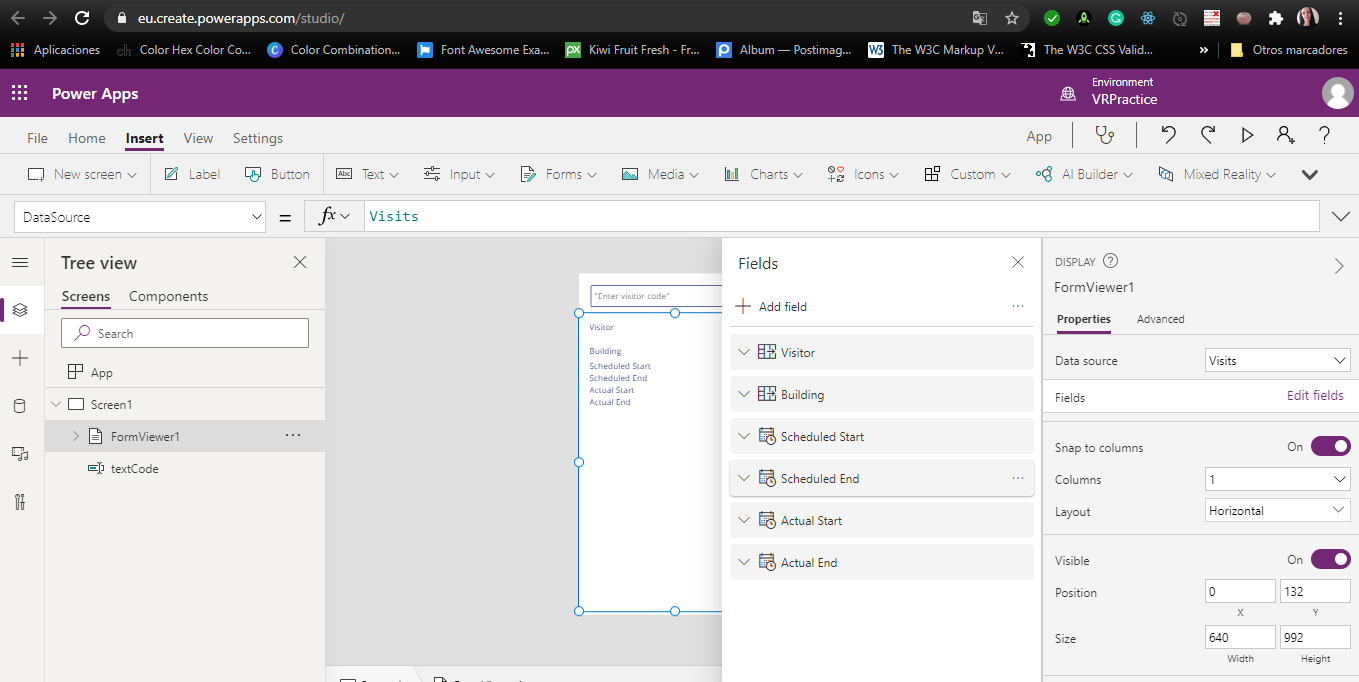 eu.create.powerapps.com/studio/
Aplicaciones Color Hex Color Co... Color Combination... Font Awesome Exa... Kiwi Fruit Fresh - Fr... Album — Postimag... The W3C Markup V... The W3C CSS Valid... » Otros marcadores
Power Apps
Environment
VRPractice
File Home Insert View Settings App
New screen Label Button Abc Text Input Forms Media Charts Icons Custom AI Builder Mixed Reality
DataSource = fx Visits
Tree view
Screens Components
Search
App
Screen1
FormViewer1 ...
textCode
"Enter visitor code"
Visitor
Building
Scheduled Start
Scheduled End
Actual Start
Actual End
Fields
Add field ...
Visitor
Building
Scheduled Start
Scheduled End ...
Actual Start
Actual End
DISPLAY ?
FormViewer1
Properties Advanced
Data source Visits
Fields Edit fields
Snap to columns On
Columns 1
Layout Horizontal
Visible On
Position 0 132
X Y
Size 640 992
Width Height